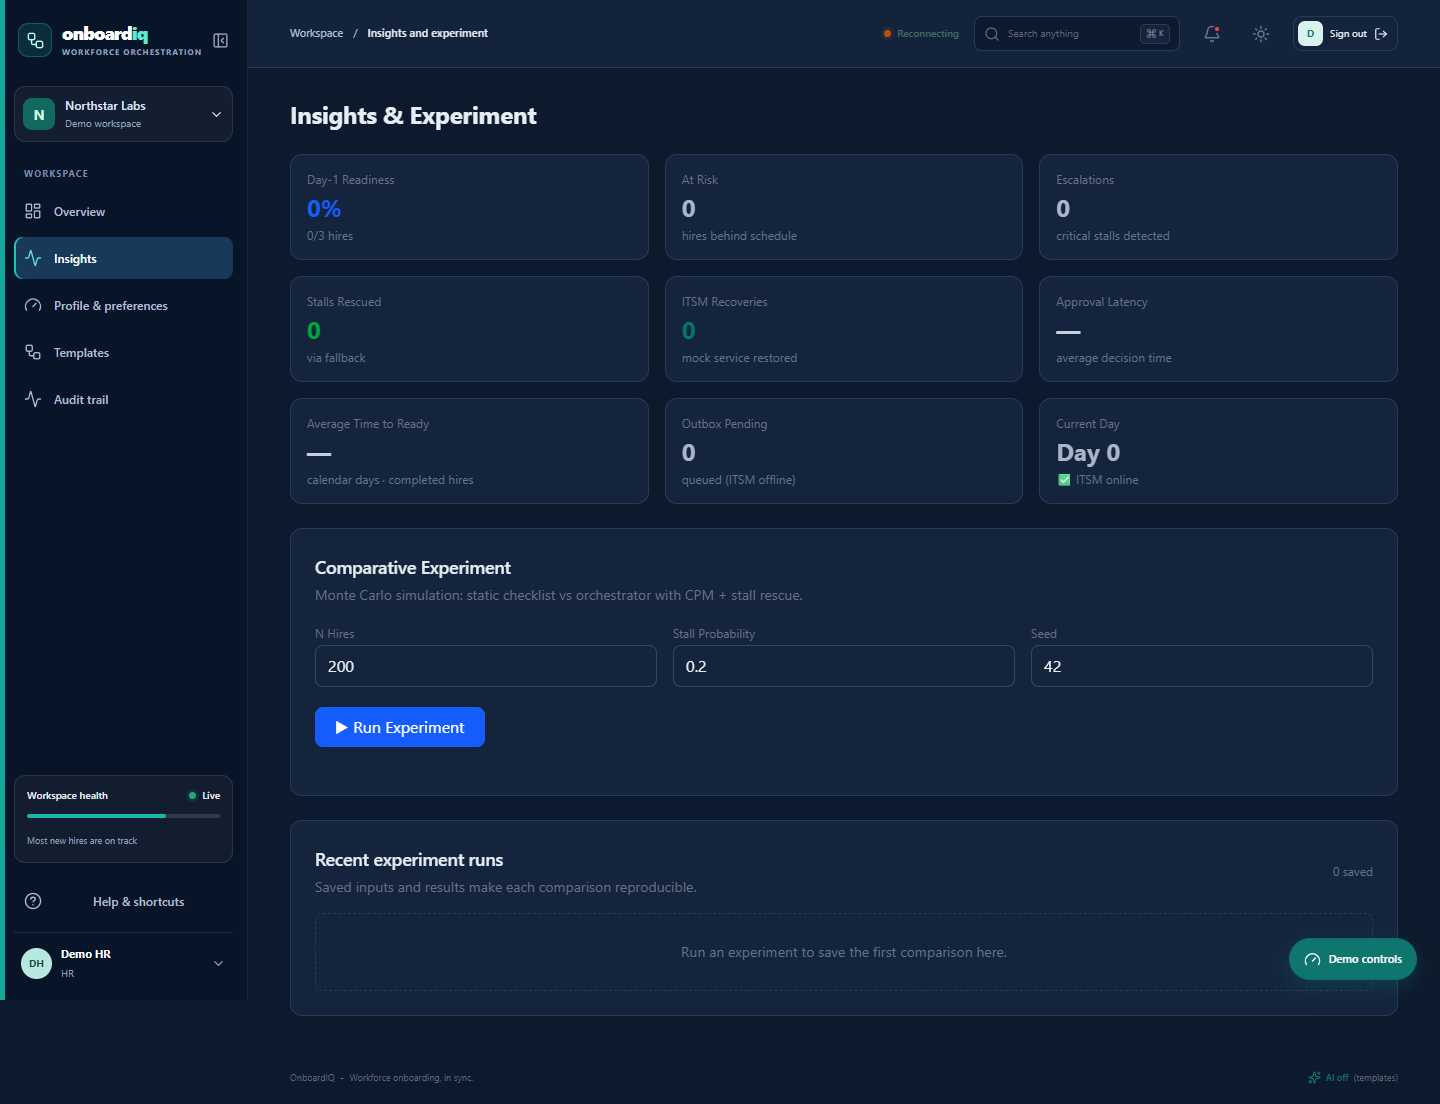 onboardiq
WORKFORCE ORCHESTRATION
N
Northstar Labs
Demo workspace
WORKSPACE
Overview
Insights
Profile & preferences
Templates
Audit trail
Workspace health
Live
Most new hires are on track
Help & shortcuts
DH
Demo HR
HR
Workspace / Insights and experiment
Reconnecting
Search anything
⌘ K
D
Sign out
Insights & Experiment
Day-1 Readiness
0%
0/3 hires
At Risk
0
hires behind schedule
Escalations
0
critical stalls detected
Stalls Rescued
0
via fallback
ITSM Recoveries
0
mock service restored
Approval Latency
—
average decision time
Average Time to Ready
—
calendar days · completed hires
Outbox Pending
0
queued (ITSM offline)
Current Day
Day 0
✅ ITSM online
Comparative Experiment
Monte Carlo simulation: static checklist vs orchestrator with CPM + stall rescue.
N Hires
200
Stall Probability
0.2
Seed
42
▶ Run Experiment
Recent experiment runs
Saved inputs and results make each comparison reproducible.
0 saved
Run an experiment to save the first comparison here.
Demo controls
OnboardIQ · Workforce onboarding, in sync.
AI off (templates)